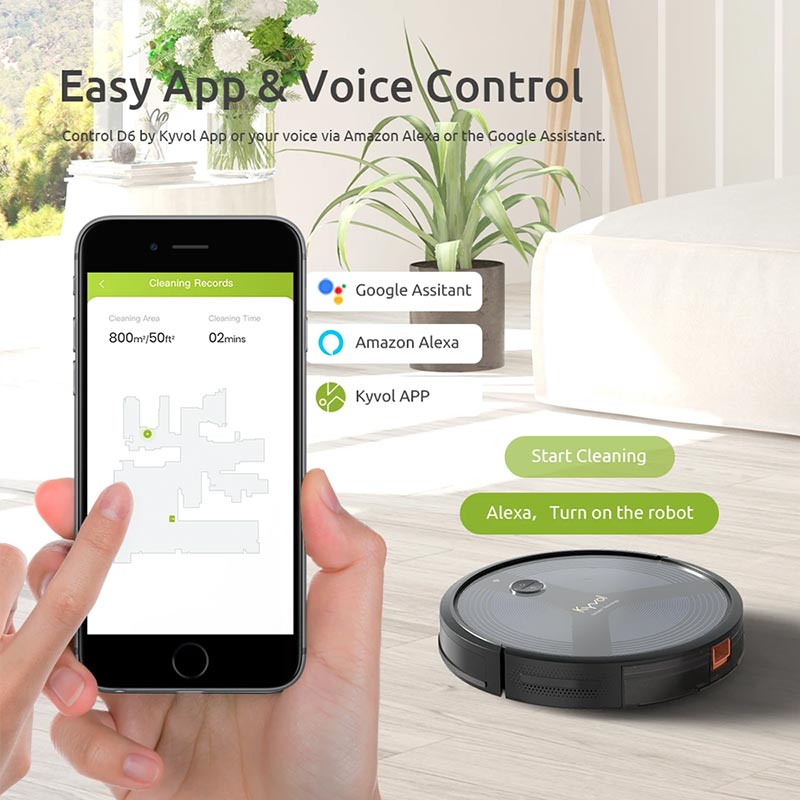 Easy App & Voice Control
Control D6 by Kyvol App or your voice via Amazon Alexa or the Google Assistant.
Cleaning Records
Cleaning Area
Cleaning Time
800m²/50ft²
02mins
Google Assitant
Amazon Alexa
Kyvol APP
Start Cleaning
Alexa, Turn on the robot
Kyvol